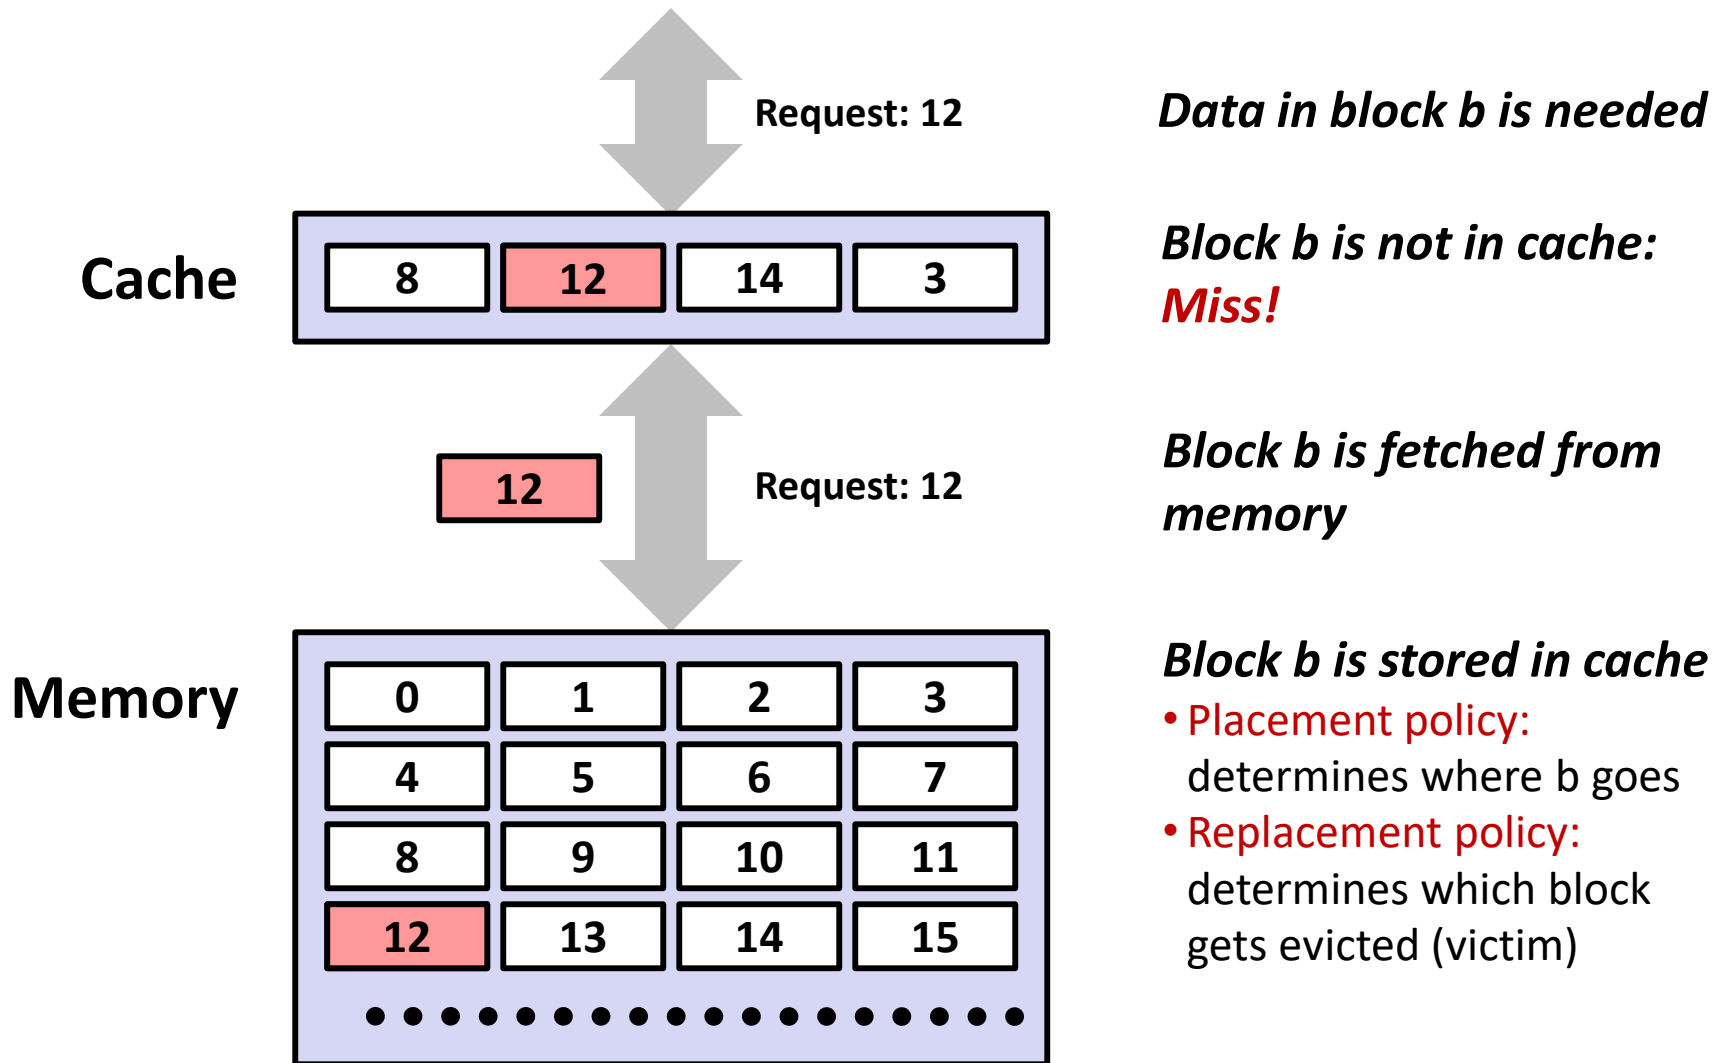 Request: 12
Data in block b is needed
Cache
8 12 14 3
Block b is not in cache:
Miss!
12
Request: 12
Block b is fetched from
memory
Memory
0 1 2 3
4 5 6 7
8 9 10 11
12 13 14 15
Block b is stored in cache
• Placement policy:
determines where b goes
• Replacement policy:
determines which block
gets evicted (victim)